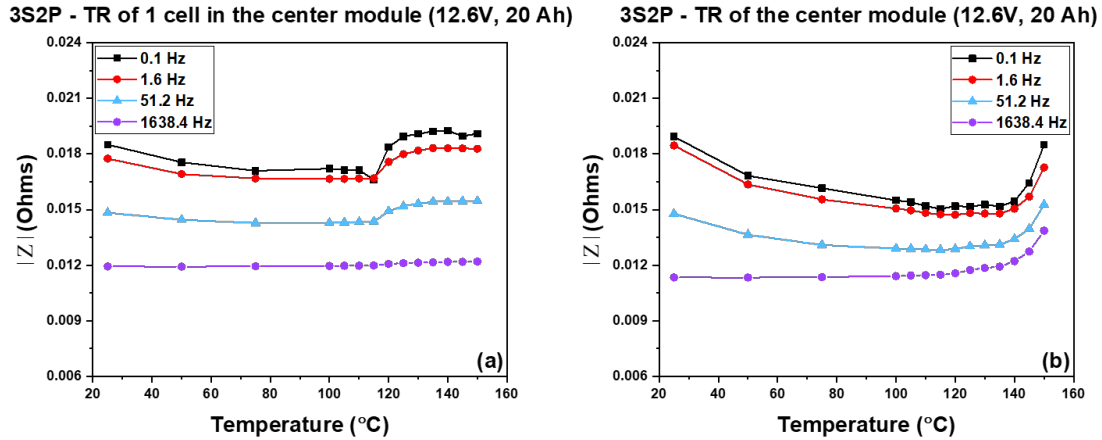 3S2P - TR of 1 cell in the center module (12.6V, 20 Ah)
0.024
0.021
0.018
0.015
0.012
0.009
0.006
|Z|(Ohms)
0.1 Hz
1.6 Hz
51.2 Hz
1638.4 Hz
(a)
20 40 60 80 100 120 140 160
Temperature (°C)
3S2P - TR of the center module (12.6V, 20 Ah)
0.024
0.021
0.018
0.015
0.012
0.009
0.006
|Z|(Ohms)
0.1 Hz
1.6 Hz
51.2 Hz
1638.4 Hz
(b)
20 40 60 80 100 120 140 160
Temperature (°C)